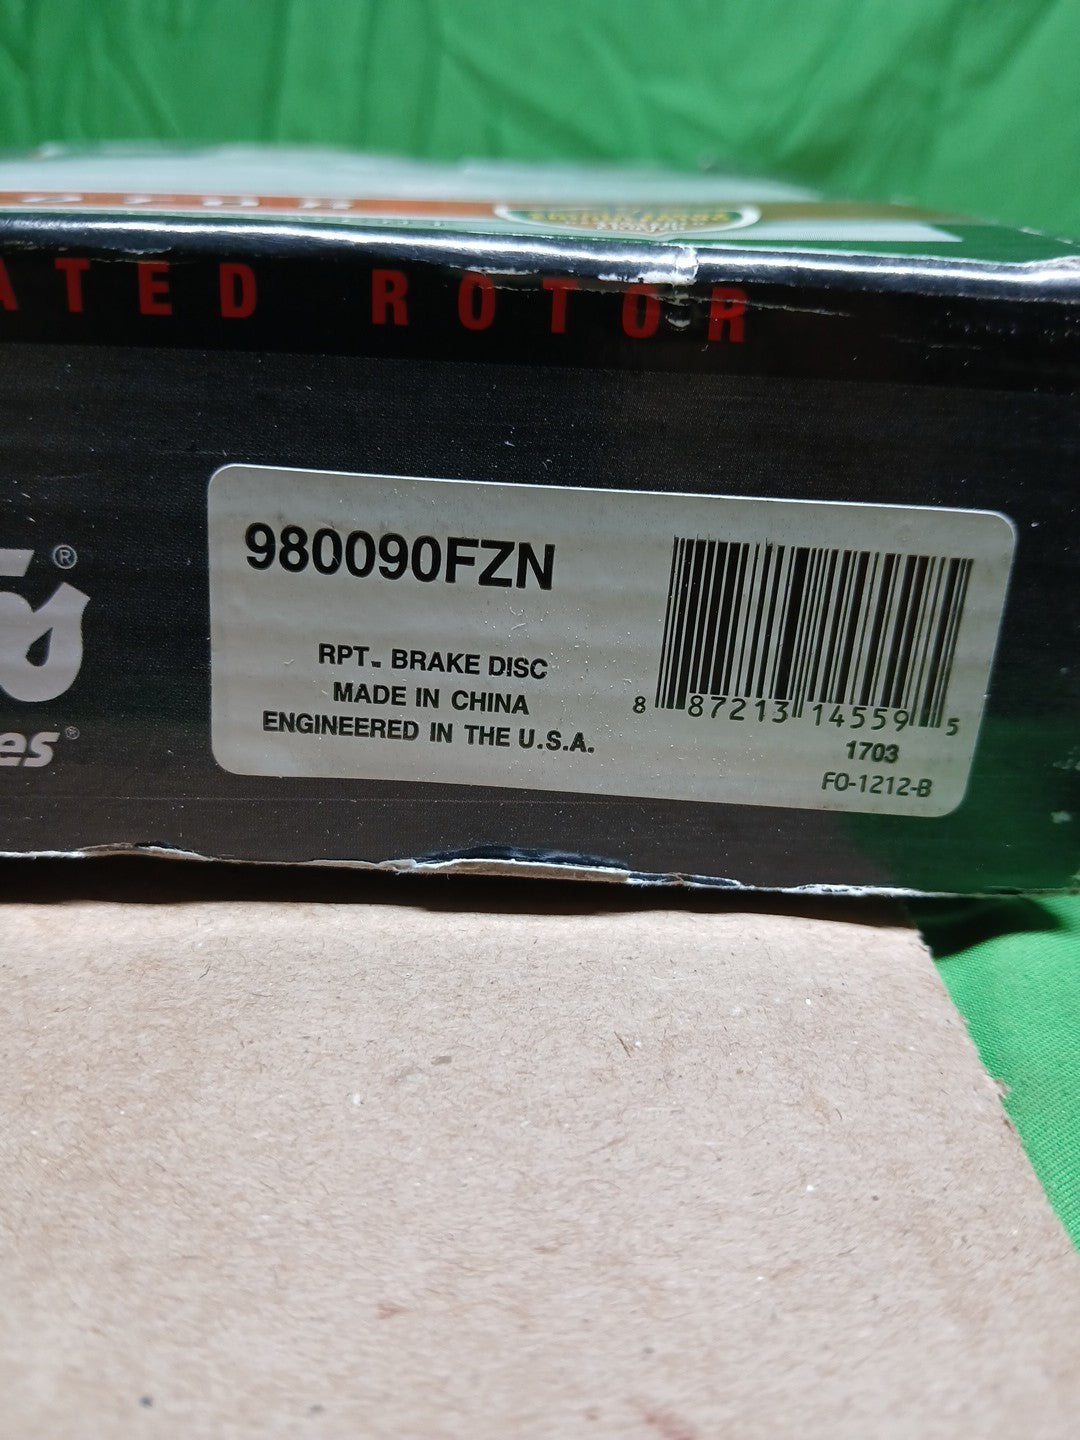 ATED ROTOR
980090FZN
®
RPT. BRAKE DISC
MADE IN CHINA
ENGINEERED IN THE U.S.A.
es®
8 87213 14559 5
1703
FO-1212-B